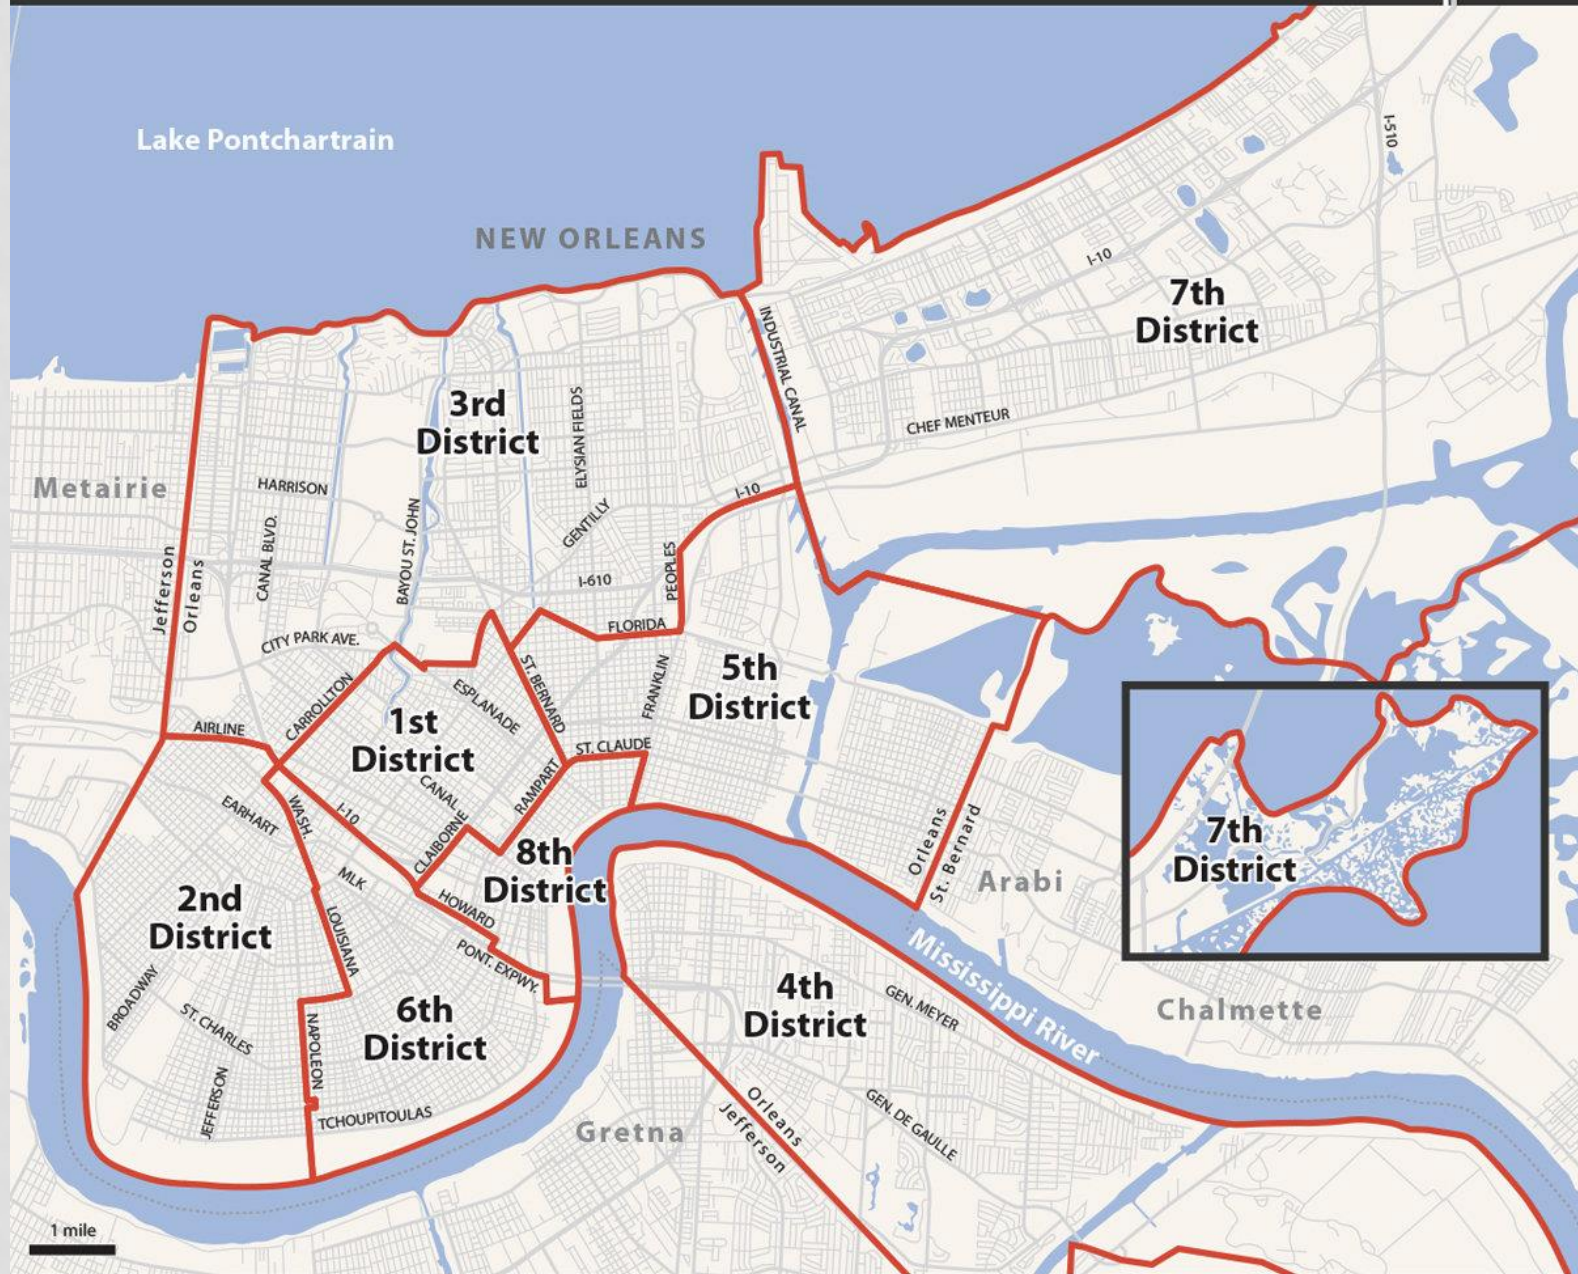 Lake Pontchartrain
NEW ORLEANS
I-510
I-10
7th
District
INDUSTRIAL CANAL
3rd
District
ELYSIAN FIELDS
CHEF MENTEUR
Metairie
HARRISON
I-10
CANAL BLVD.
BAYOU ST. JOHN
GENTILLY
Jefferson
Orleans
I-610
PEOPLES
FLORIDA
CITY PARK AVE.
CARROLLTON
ESPLANADE
ST. BERNARD
FRANKLIN
5th
District
AIRLINE
1st
District
ST. CLAUDE
CANAL
RAMPART
EARHART
WASH.
I-10
CLAIBORNE
8th
District
Orleans
St. Bernard
Arabi
7th
District
MLK
HOWARD
2nd
District
LOUISIANA
PONT. EXPWY.
Mississippi River
BROADWAY
ST. CHARLES
6th
District
4th
District
GEN. MEYER
Chalmette
NAPOLEON
JEFFERSON
TCHOUPITOULAS
Gretna
Orleans
Jefferson
GEN. DE GAULLE
1 mile